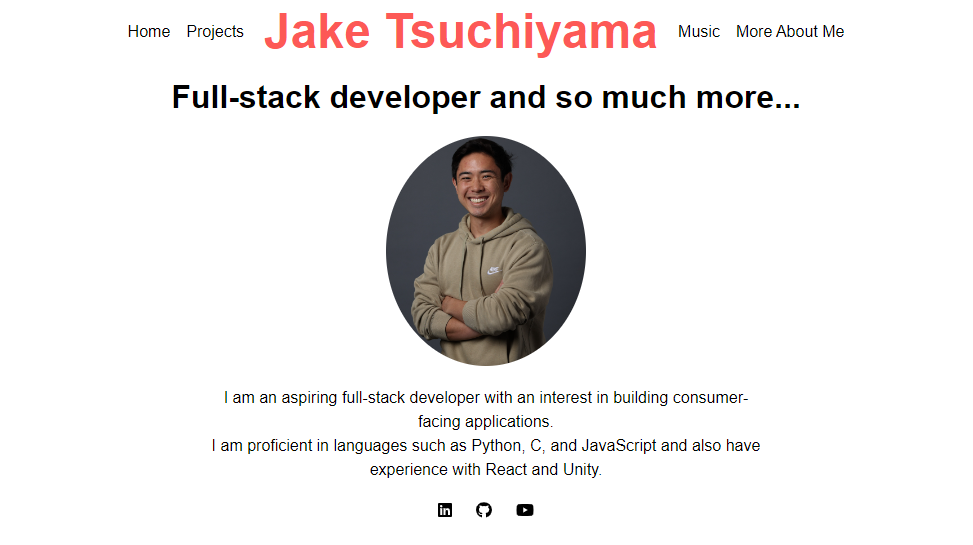 Home Projects Jake Tsuchiyama Music More About Me
Full-stack developer and so much more...
I am an aspiring full-stack developer with an interest in building consumer-
facing applications.
I am proficient in languages such as Python, C, and JavaScript and also have
experience with React and Unity.